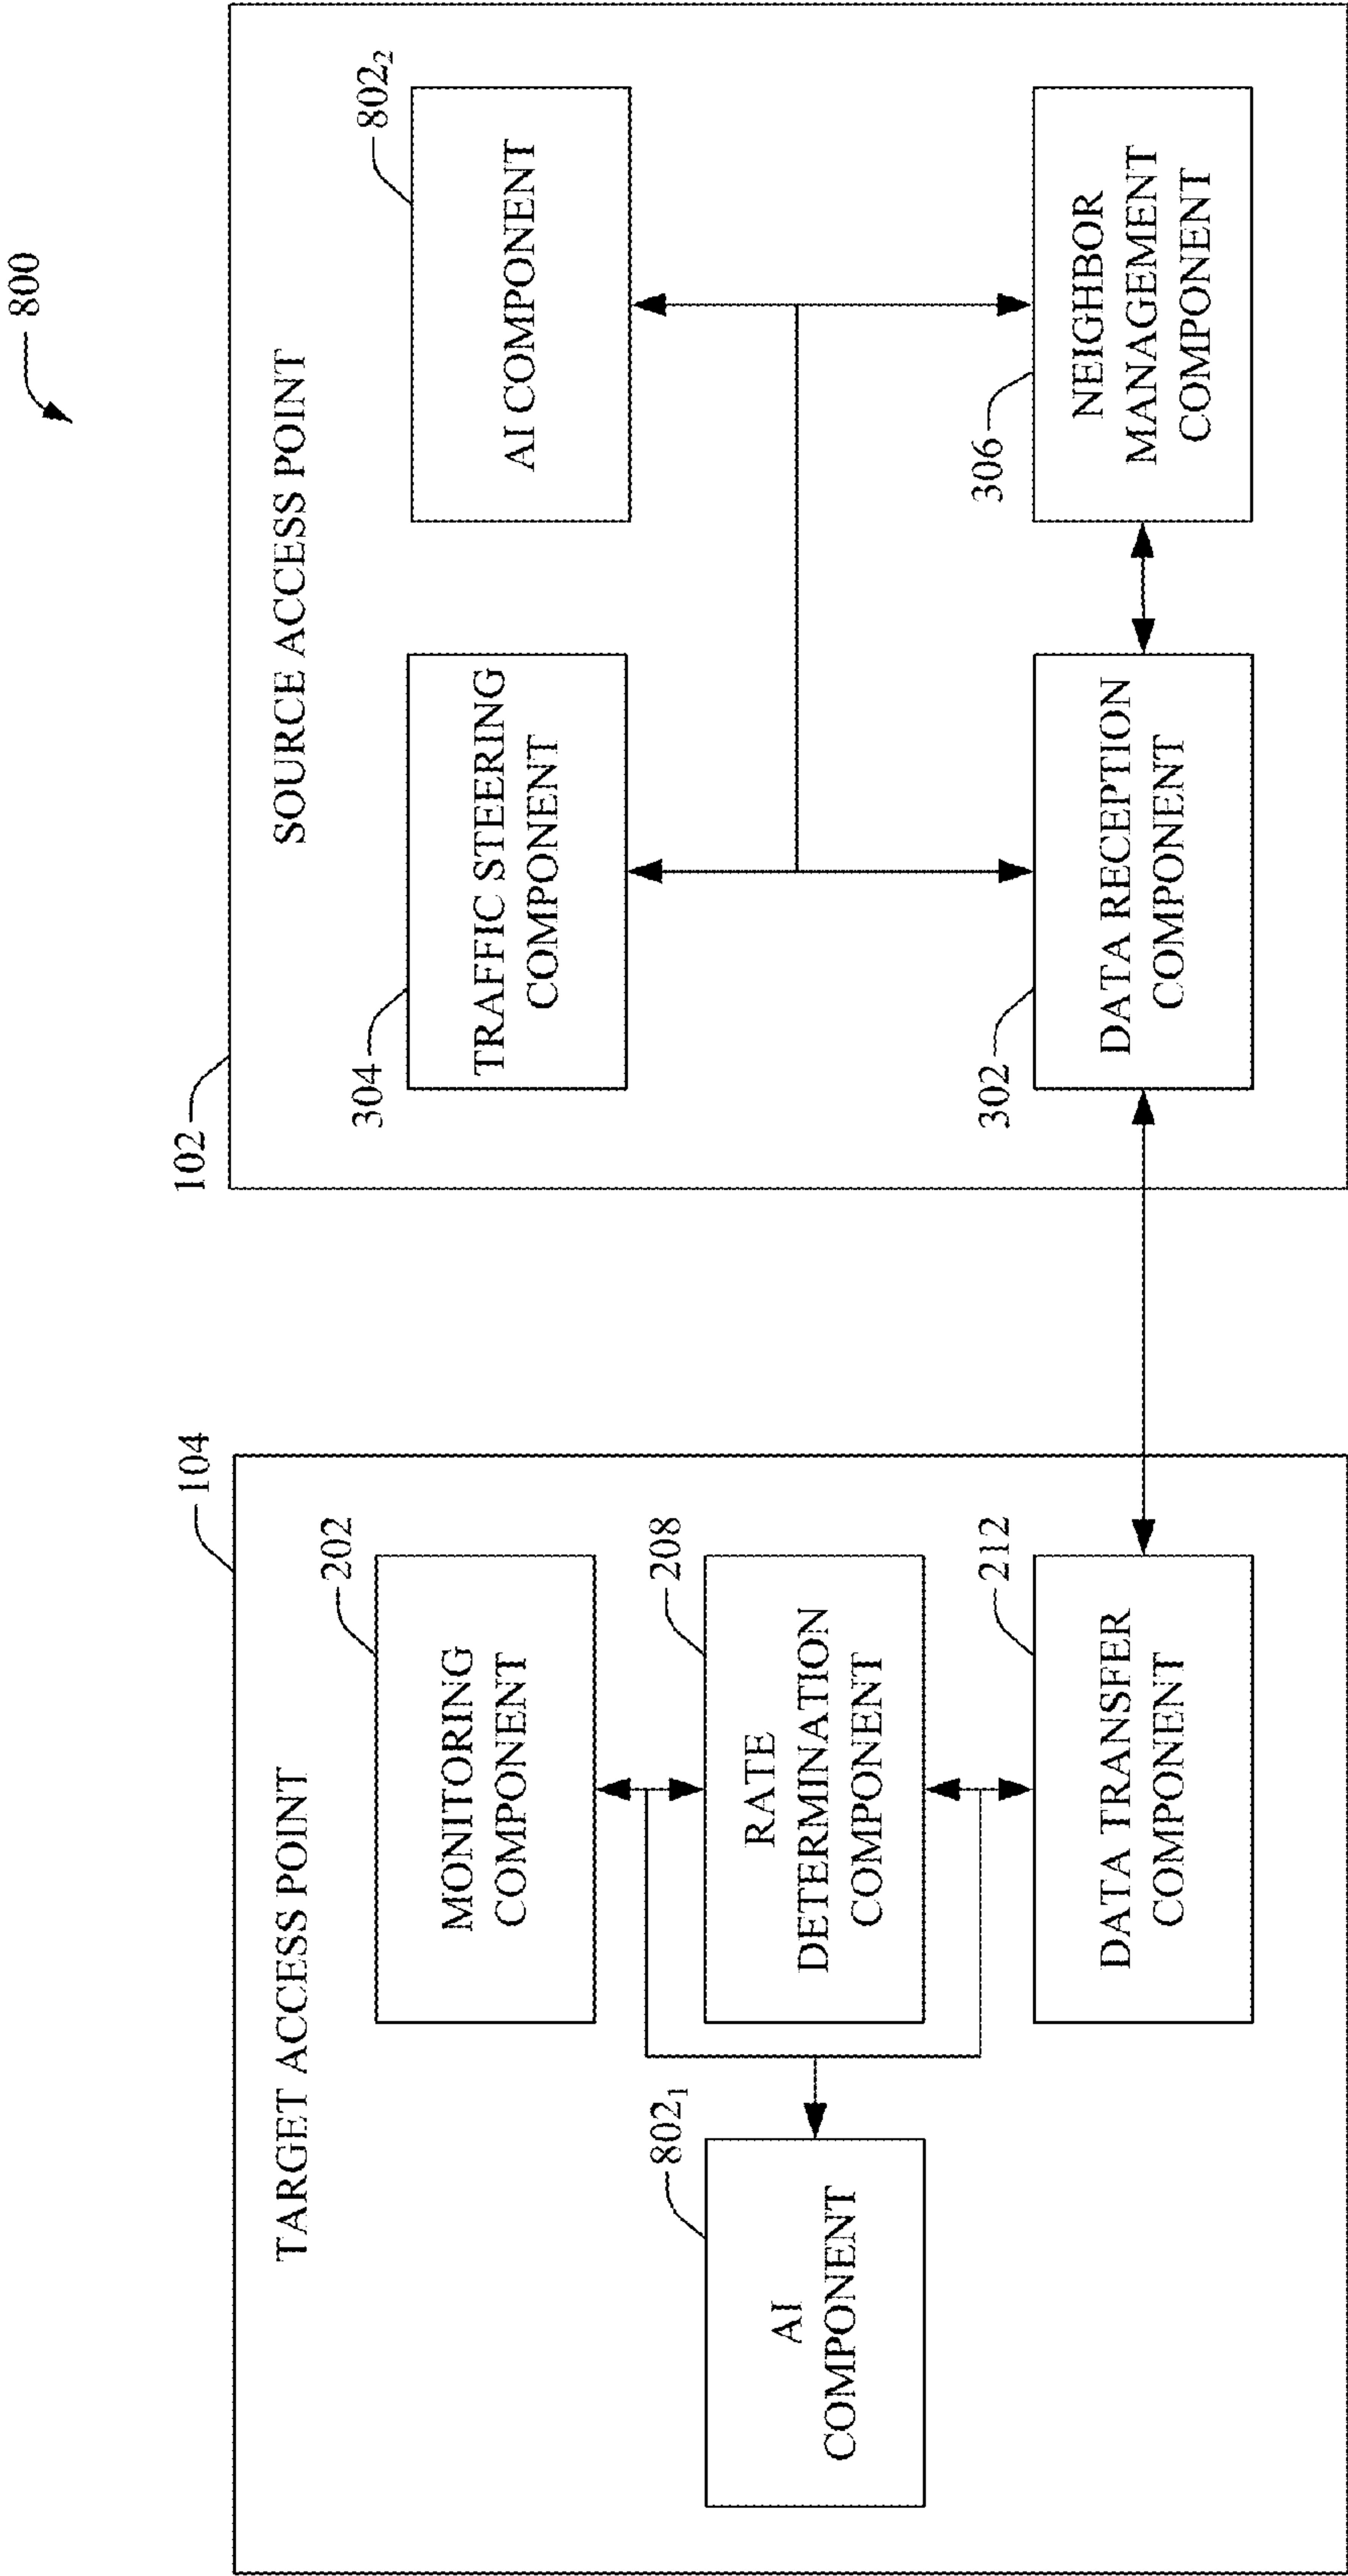 800
104
TARGET ACCESS POINT
202
MONITORING
COMPONENT
208
RATE
DETERMINATION
COMPONENT
802₁
AI
COMPONENT
212
DATA TRANSFER
COMPONENT
102
SOURCE ACCESS POINT
304
TRAFFIC STEERING
COMPONENT
802₂
AI COMPONENT
302
DATA RECEPTION
COMPONENT
306
NEIGHBOR
MANAGEMENT
COMPONENT